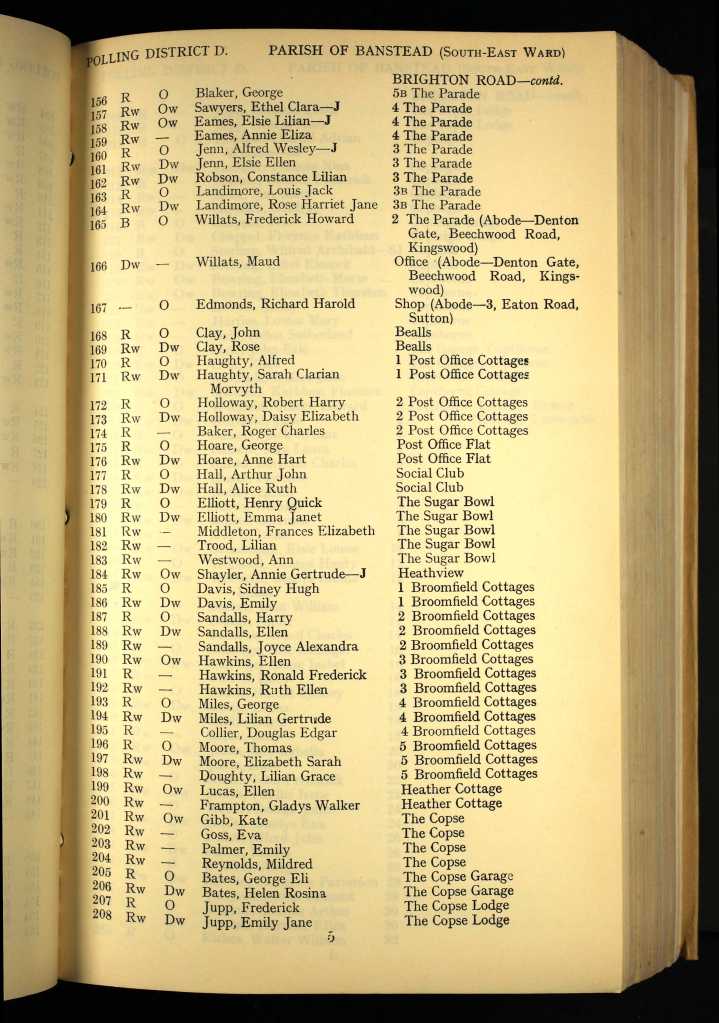 POLLING DISTRICT D. PARISH OF BANSTEAD (SOUTH-EAST WARD)
BRIGHTON ROAD—contd.
156 R O Blaker, George 5B The Parade
157 Rw Ow Sawyers, Ethel Clara—J 4 The Parade
158 Rw Ow Eames, Elsie Lilian—J 4 The Parade
159 Rw — Eames, Annie Eliza 4 The Parade
160 R O Jenn, Alfred Wesley—J 3 The Parade
161 Rw Dw Jenn, Elsie Ellen 3 The Parade
162 Rw Dw Robson, Constance Lilian 3 The Parade
163 R O Landimore, Louis Jack 3B The Parade
164 Rw Dw Landimore, Rose Harriet Jane 3B The Parade
165 B O Willats, Frederick Howard 2 The Parade (Abode—Denton
Gate, Beechwood Road,
Kingswood)
166 Dw — Willats, Maud Office (Abode—Denton Gate,
Beechwood Road, Kings-
wood)
167 — O Edmonds, Richard Harold Shop (Abode—3, Eaton Road,
Sutton)
168 R O Clay, John Bealls
169 Rw Dw Clay, Rose Bealls
170 R O Haughty, Alfred 1 Post Office Cottages
171 Rw Dw Haughty, Sarah Clarian 1 Post Office Cottages
Morvyth
172 R O Holloway, Robert Harry 2 Post Office Cottages
173 Rw Dw Holloway, Daisy Elizabeth 2 Post Office Cottages
174 R — Baker, Roger Charles 2 Post Office Cottages
175 R O Hoare, George Post Office Flat
176 Rw Dw Hoare, Anne Hart Post Office Flat
177 R O Hall, Arthur John Social Club
178 Rw Dw Hall, Alice Ruth Social Club
179 R O Elliott, Henry Quick The Sugar Bowl
180 Rw Dw Elliott, Emma Janet The Sugar Bowl
181 Rw — Middleton, Frances Elizabeth The Sugar Bowl
182 Rw — Trood, Lilian The Sugar Bowl
183 Rw — Westwood, Ann The Sugar Bowl
184 Rw Ow Shayler, Annie Gertrude—J Heathview
185 R O Davis, Sidney Hugh 1 Broomfield Cottages
186 Rw Dw Davis, Emily 1 Broomfield Cottages
187 R O Sandalls, Harry 2 Broomfield Cottages
188 Rw Dw Sandalls, Ellen 2 Broomfield Cottages
189 Rw — Sandalls, Joyce Alexandra 2 Broomfield Cottages
190 Rw Ow Hawkins, Ellen 3 Broomfield Cottages
191 R — Hawkins, Ronald Frederick 3 Broomfield Cottages
192 Rw — Hawkins, Ruth Ellen 3 Broomfield Cottages
193 R O Miles, George 4 Broomfield Cottages
194 Rw Dw Miles, Lilian Gertrude 4 Broomfield Cottages
195 R — Collier, Douglas Edgar 4 Broomfield Cottages
196 R O Moore, Thomas 5 Broomfield Cottages
197 Rw Dw Moore, Elizabeth Sarah 5 Broomfield Cottages
198 Rw — Doughty, Lilian Grace 5 Broomfield Cottages
199 Rw Ow Lucas, Ellen Heather Cottage
200 Rw — Frampton, Gladys Walker Heather Cottage
201 Rw Ow Gibb, Kate The Copse
202 Rw — Goss, Eva The Copse
203 Rw — Palmer, Emily The Copse
204 Rw — Reynolds, Mildred The Copse
205 R O Bates, George Eli The Copse Garage
206 Rw Dw Bates, Helen Rosina The Copse Garage
207 R O Jupp, Frederick The Copse Lodge
208 Rw Dw Jupp, Emily Jane The Copse Lodge
5